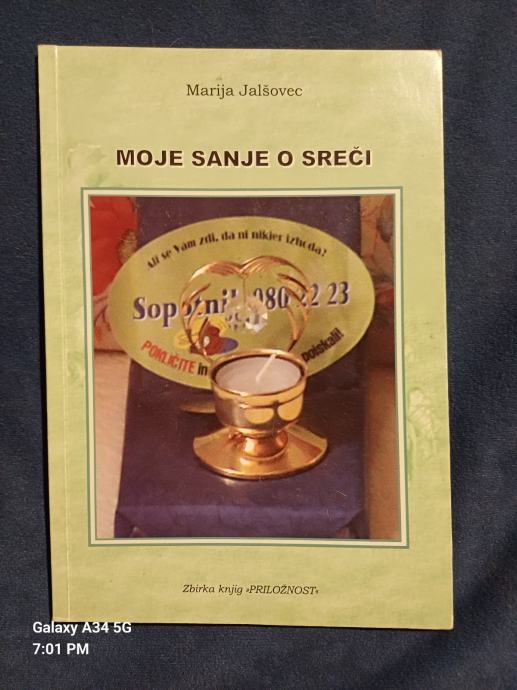 Marija Jalšovec
MOJE SANJE O SREČI
Ali se Vam zdi, da ni nikjer izhoda?
Sopotnik 080 22 23
POKLIČITE in
poiskali!
Zbirka knjig »PRILOŽNOST«
Galaxy A34 5G
7:01 PM